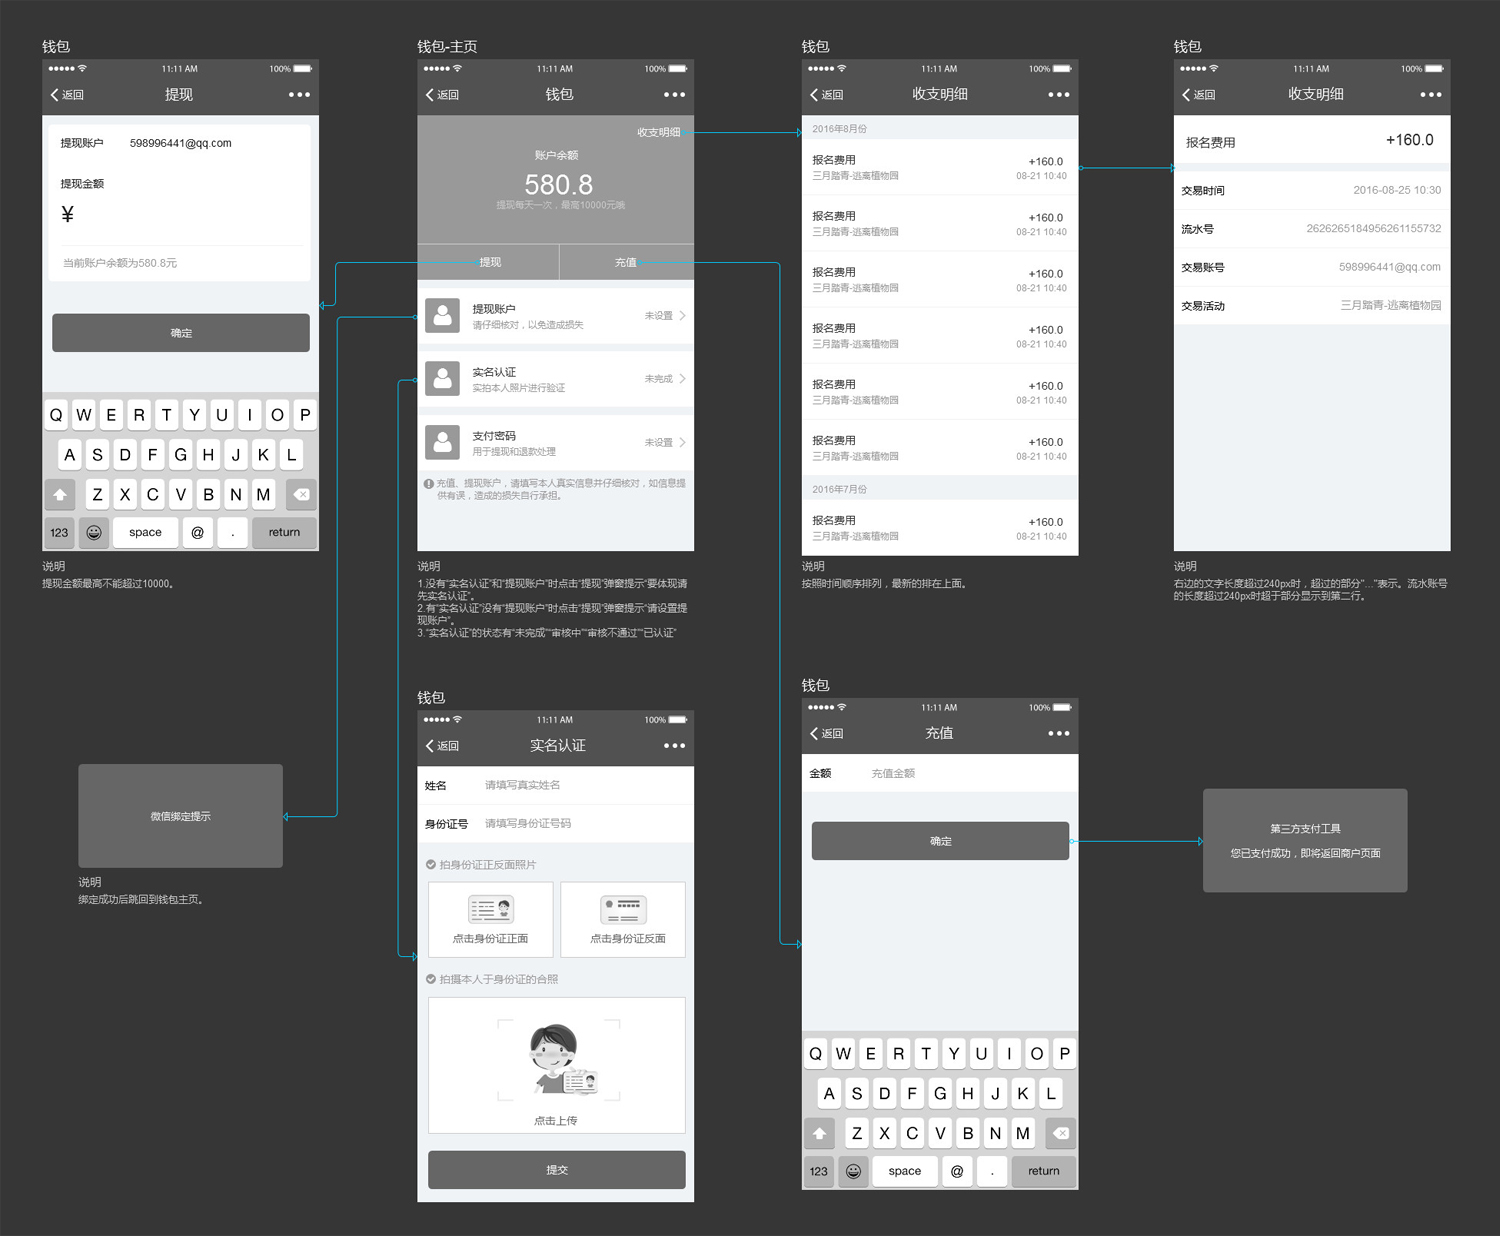 钱包
11:11 AM 100%
返回 提现
提现账户 598996441@qq.com
提现金额
¥
当前账户余额为580.8元
确定
Q W E R T Y U I O P
A S D F G H J K L
Z X C V B N M
123 space @ . return
说明
提现金额最高不能超过10000。
钱包-主页
11:11 AM 100%
返回 钱包
收支明细
账户余额
580.8
提现每天一次，最高10000元哦
提现 充值
提现账户
请仔细核对，以免造成损失
未设置
实名认证
实拍本人照片进行验证
未完成
支付密码
用于提现和退款处理
未设置
充值、提现账户，请填写本人真实信息并仔细核对，如信息提
供有误，造成的损失自行承担。
说明
1.没有“实名认证”和“提现账户”时点击“提现”弹窗提示“要体现请
先实名认证”。
2.有“实名认证”没有“提现账户”时点击“提现”弹窗提示“请设置提
现账户”。
3.“实名认证”的状态有“未完成”“审核中”“审核不通过”“已认证”
钱包
11:11 AM 100%
返回 收支明细
2016年8月份
报名费用 +160.0
三月踏青-逃离植物园 08-21 10:40
报名费用 +160.0
三月踏青-逃离植物园 08-21 10:40
报名费用 +160.0
三月踏青-逃离植物园 08-21 10:40
报名费用 +160.0
三月踏青-逃离植物园 08-21 10:40
报名费用 +160.0
三月踏青-逃离植物园 08-21 10:40
报名费用 +160.0
三月踏青-逃离植物园 08-21 10:40
2016年7月份
报名费用 +160.0
三月踏青-逃离植物园 08-21 10:40
说明
按照时间顺序排列，最新的排在上面。
钱包
11:11 AM 100%
返回 收支明细
报名费用 +160.0
交易时间 2016-08-25 10:30
流水号 2626265184956261155732
交易账号 598996441@qq.com
交易活动 三月踏青-逃离植物园
说明
右边的文字长度超过240px时，超过的部分“...”表示。流水账号
的长度超过240px时超于部分显示到第二行。
微信绑定提示
说明
绑定成功后跳回到钱包主页。
钱包
11:11 AM 100%
返回 实名认证
姓名 请填写真实姓名
身份证号 请填写身份证号码
拍身份证正反面照片
点击身份证正面 点击身份证反面
拍摄本人于身份证的合照
点击上传
提交
钱包
11:11 AM 100%
返回 充值
金额 充值金额
确定
Q W E R T Y U I O P
A S D F G H J K L
Z X C V B N M
123 space @ . return
第三方支付工具
您已支付成功，即将返回商户页面